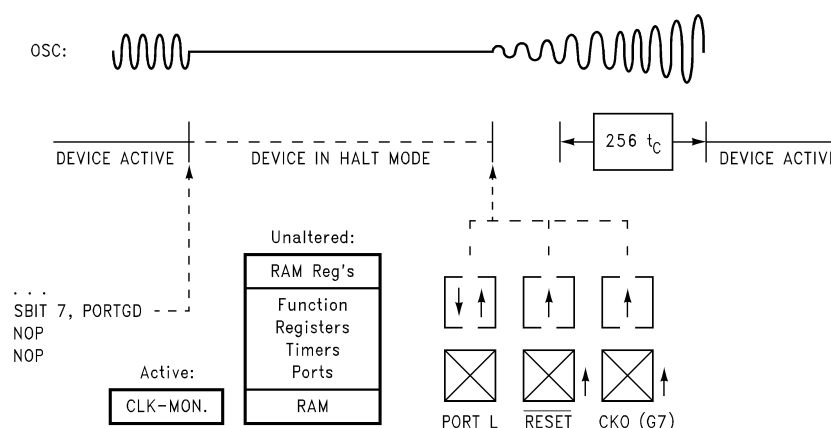 OSC:
256 tC
DEVICE ACTIVE
DEVICE IN HALT MODE
DEVICE ACTIVE
Unaltered:
RAM Reg's
Function
Registers
Timers
Ports
RAM
. . .
SBIT 7, PORTGD
NOP
NOP
Active:
CLK-MON.
PORT L
RESET
CKO (G7)